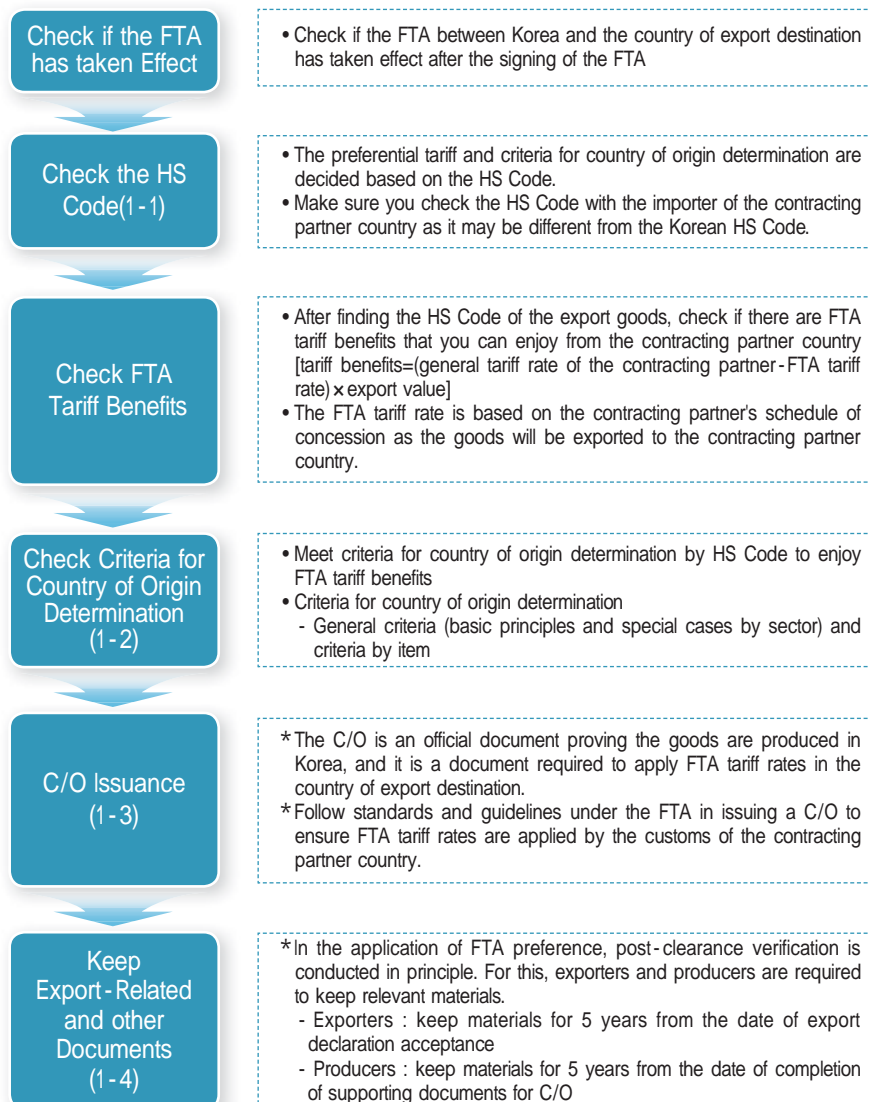 Check if the FTA
has taken Effect
• Check if the FTA between Korea and the country of export destination
has taken effect after the signing of the FTA
Check the HS
Code(1-1)
• The preferential tariff and criteria for country of origin determination are
decided based on the HS Code.
• Make sure you check the HS Code with the importer of the contracting
partner country as it may be different from the Korean HS Code.
Check FTA
Tariff Benefits
• After finding the HS Code of the export goods, check if there are FTA
tariff benefits that you can enjoy from the contracting partner country
[tariff benefits=(general tariff rate of the contracting partner-FTA tariff
rate)×export value]
• The FTA tariff rate is based on the contracting partner's schedule of
concession as the goods will be exported to the contracting partner
country.
Check Criteria for
Country of Origin
Determination
(1-2)
• Meet criteria for country of origin determination by HS Code to enjoy
FTA tariff benefits
• Criteria for country of origin determination
- General criteria (basic principles and special cases by sector) and
criteria by item
C/O Issuance
(1-3)
* The C/O is an official document proving the goods are produced in
Korea, and it is a document required to apply FTA tariff rates in the
country of export destination.
* Follow standards and guidelines under the FTA in issuing a C/O to
ensure FTA tariff rates are applied by the customs of the contracting
partner country.
Keep
Export-Related
and other
Documents
(1-4)
* In the application of FTA preference, post-clearance verification is
conducted in principle. For this, exporters and producers are required
to keep relevant materials.
- Exporters : keep materials for 5 years from the date of export
declaration acceptance
- Producers : keep materials for 5 years from the date of completion
of supporting documents for C/O